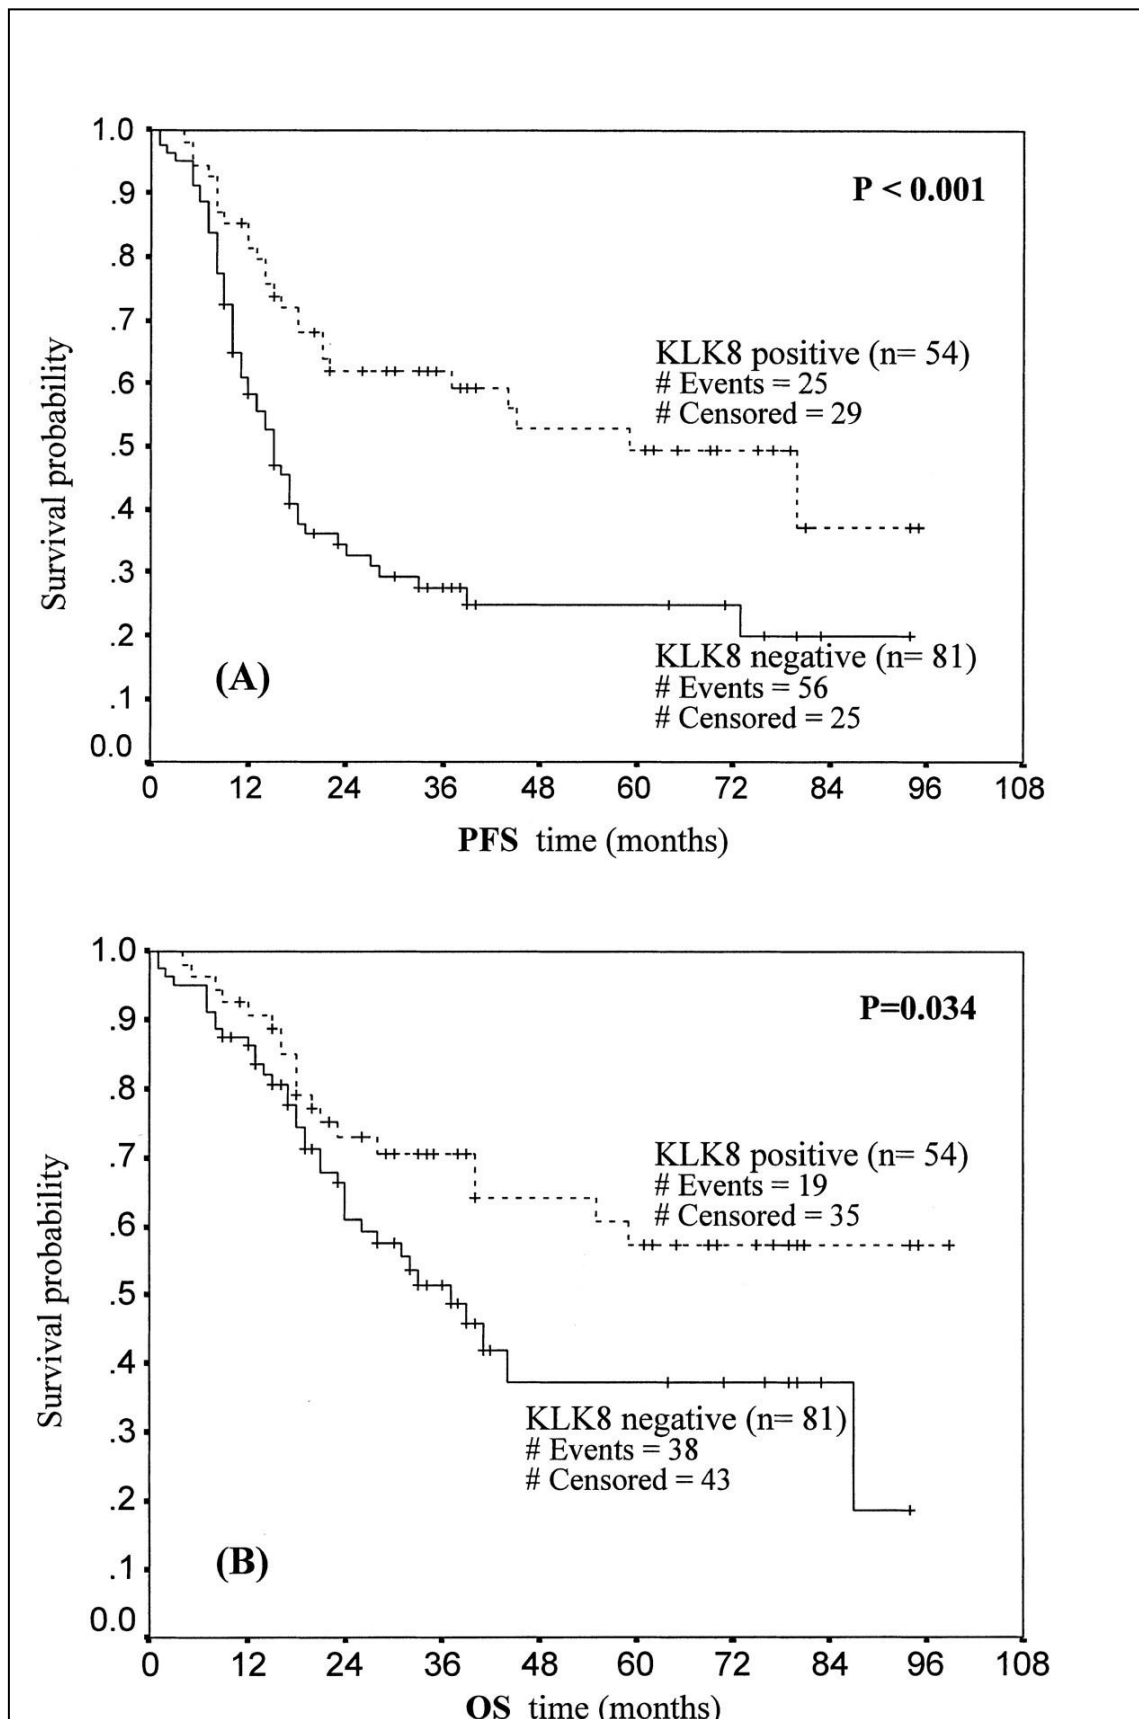 1.0
P < 0.001
.9
.8
.7
KLK8 positive (n= 54)
# Events = 25
# Censored = 29
.6
.5
.4
.3
.2
.1
0.0
Survival probability
KLK8 negative (n= 81)
# Events = 56
# Censored = 25
(A)
0 12 24 36 48 60 72 84 96 108
PFS time (months)
1.0
P=0.034
.9
.8
.7
KLK8 positive (n= 54)
# Events = 19
# Censored = 35
.6
.5
.4
.3
.2
.1
0.0
Survival probability
KLK8 negative (n= 81)
# Events = 38
# Censored = 43
(B)
0 12 24 36 48 60 72 84 96 108
OS time (months)